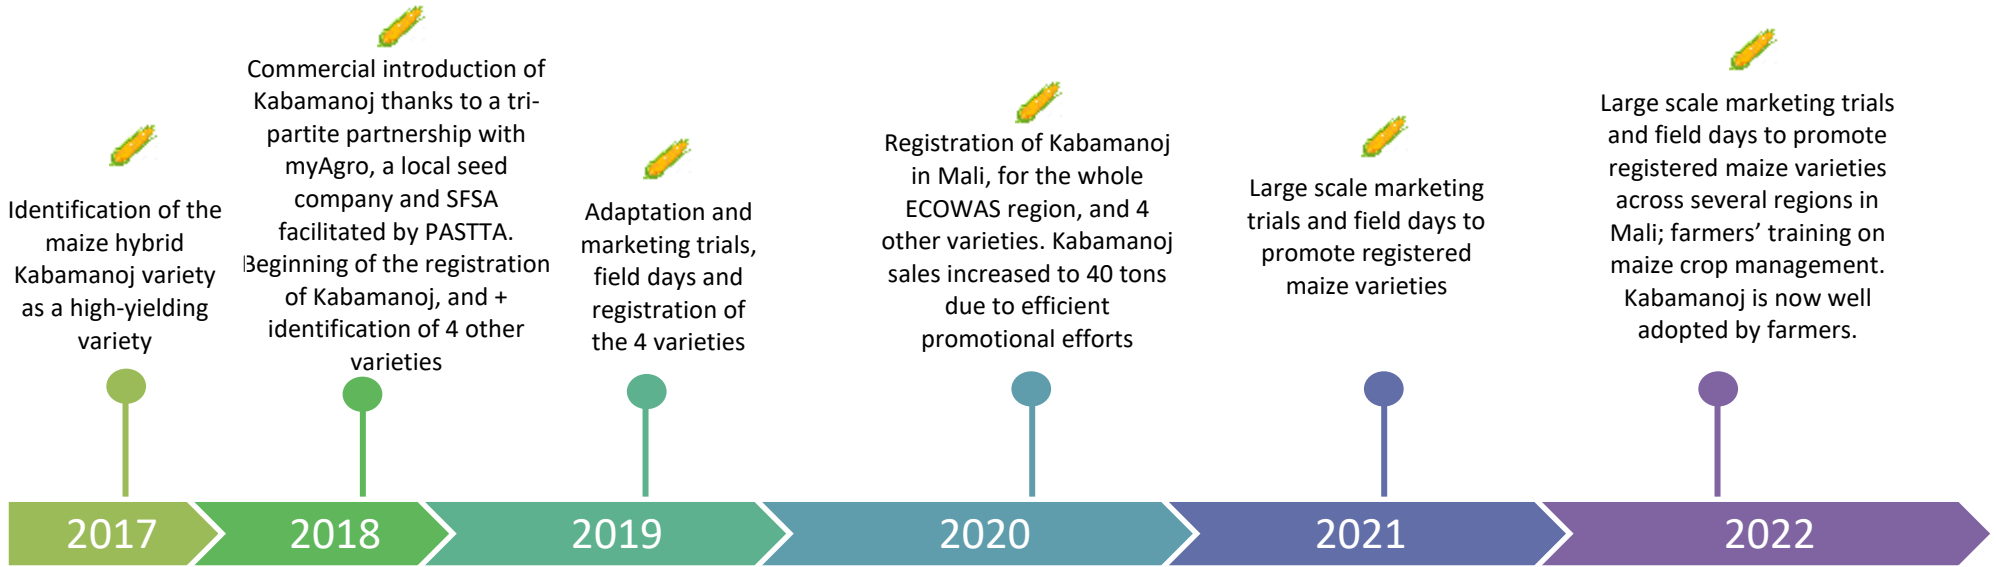 Identification of the
maize hybrid
Kabamanoj variety
as a high-yielding
variety
Commercial introduction of
Kabamanoj thanks to a tri-
partite partnership with
myAgro, a local seed
company and SFSA
facilitated by PASTTA.
Beginning of the registration
of Kabamanoj, and +
identification of 4 other
varieties
Adaptation and
marketing trials,
field days and
registration of
the 4 varieties
Registration of Kabamanoj
in Mali, for the whole
ECOWAS region, and 4
other varieties. Kabamanoj
sales increased to 40 tons
due to efficient
promotional efforts
Large scale marketing
trials and field days to
promote registered
maize varieties
Large scale marketing trials
and field days to promote
registered maize varieties
across several regions in
Mali; farmers’ training on
maize crop management.
Kabamanoj is now well
adopted by farmers.
2017
2018
2019
2020
2021
2022